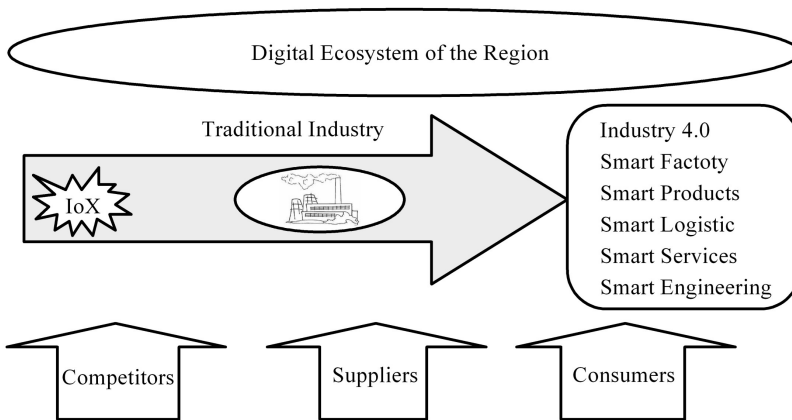 Digital Ecosystem of the Region
Traditional Industry
IoX
Industry 4.0
Smart Factoty
Smart Products
Smart Logistic
Smart Services
Smart Engineering
Competitors
Suppliers
Consumers